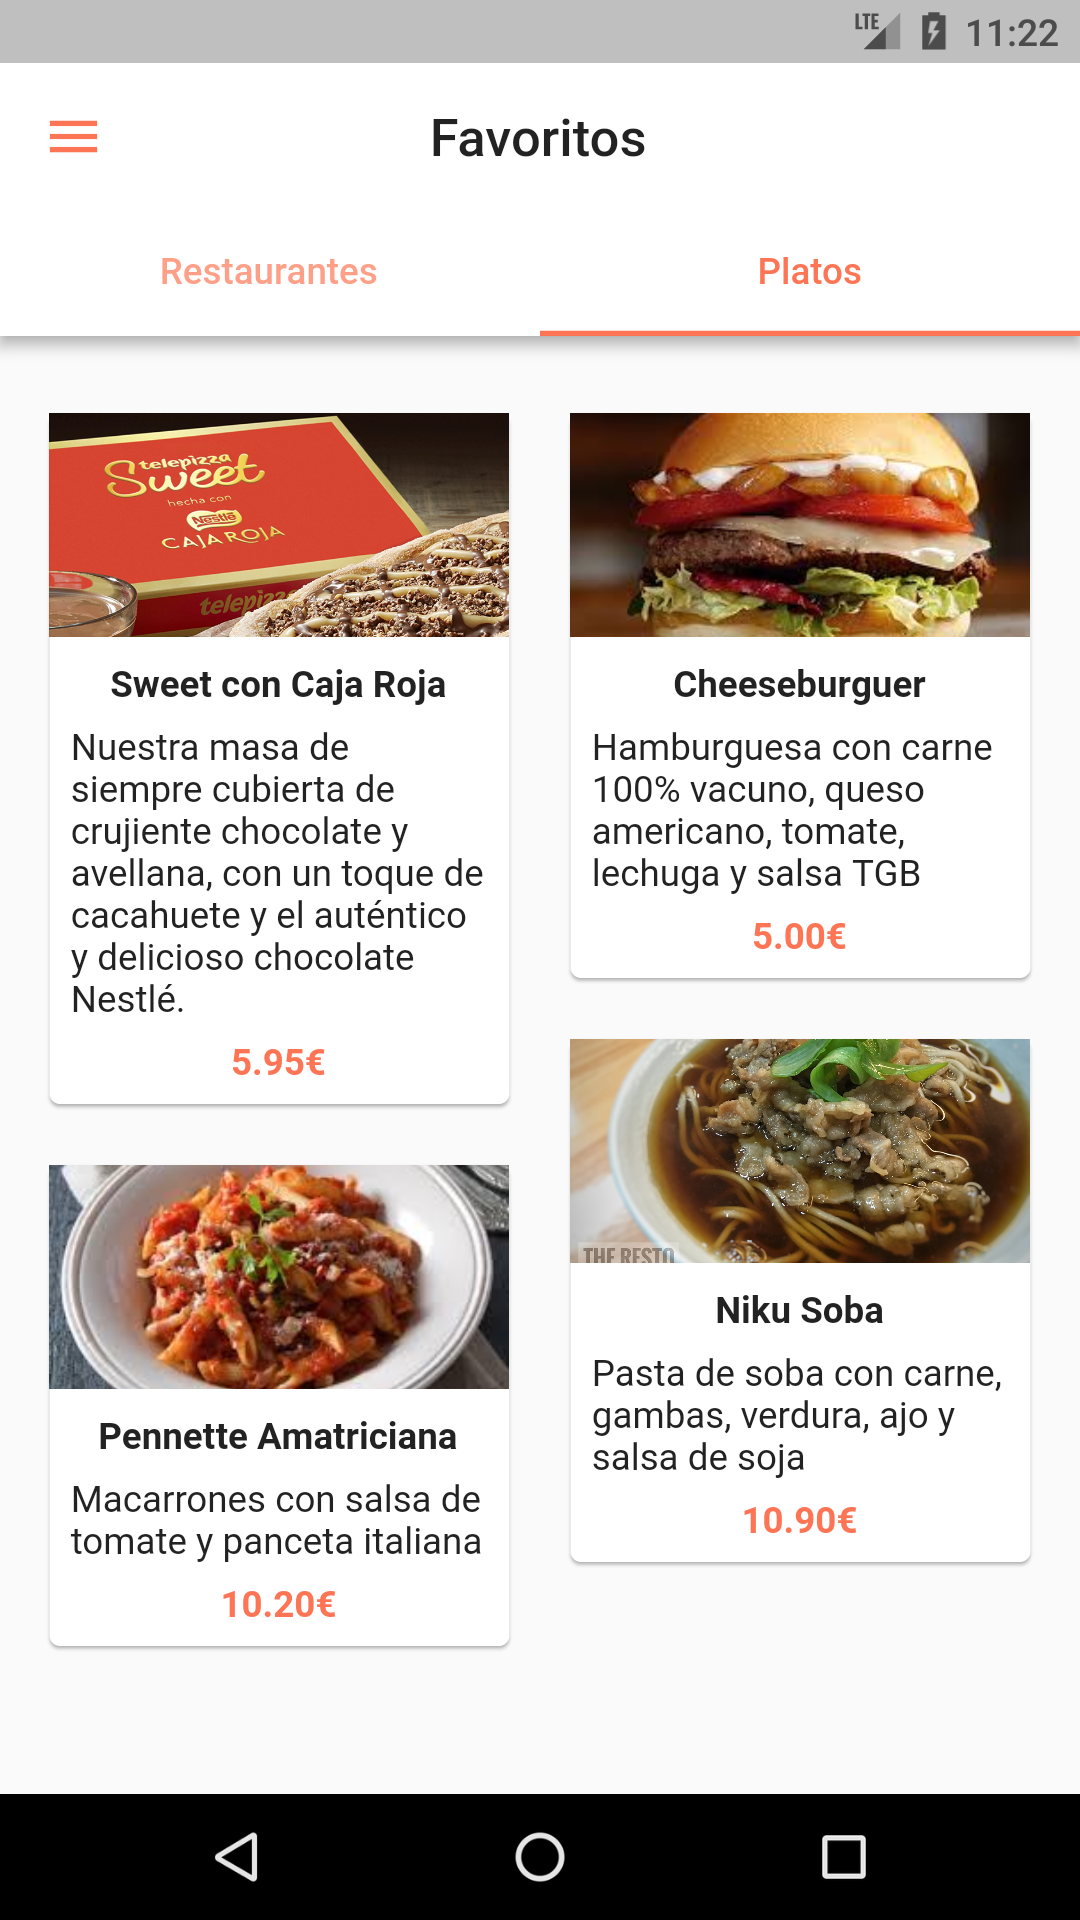 LTE 11:22
Favoritos
Restaurantes
Platos
telepizza
Sweet
hecha con
Nestlé
CAJA ROJA
telepizza
Sweet con Caja Roja
Nuestra masa de
siempre cubierta de
crujiente chocolate y
avellana, con un toque de
cacahuete y el auténtico
y delicioso chocolate
Nestlé.
5.95€
Cheeseburguer
Hamburguesa con carne
100% vacuno, queso
americano, tomate,
lechuga y salsa TGB
5.00€
Pennette Amatriciana
Macarrones con salsa de
tomate y panceta italiana
10.20€
THE RESTO
Niku Soba
Pasta de soba con carne,
gambas, verdura, ajo y
salsa de soja
10.90€